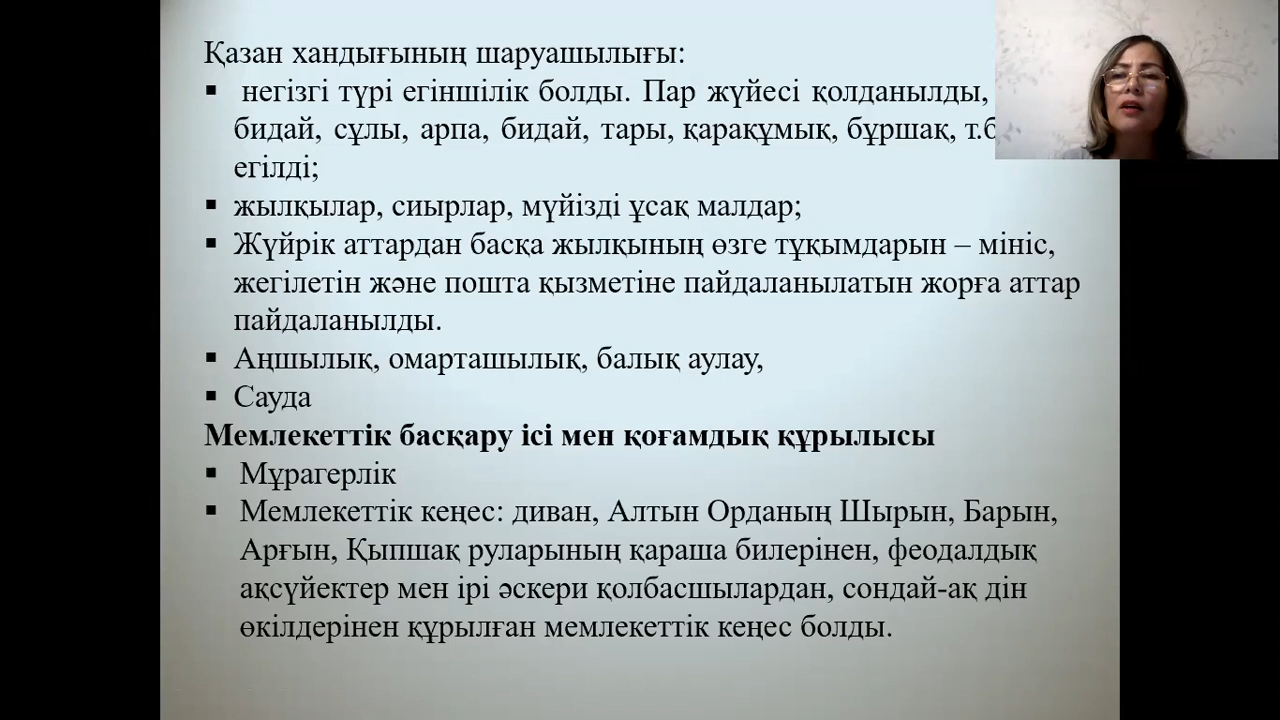 Қазан хандығының шаруашылығы:
▪ негізгі түрі егіншілік болды. Пар жүйесі қолданылды,
бидай, сұлы, арпа, бидай, тары, қарақұмық, бұршақ,
егілді;
▪ жылқылар, сиырлар, мүйізді ұсақ малдар;
▪ Жүйрік аттардан басқа жылқының өзге тұқымдарын – мініс,
жегілетін және пошта қызметіне пайдаланылатын жорға аттар
пайдаланылды.
▪ Аңшылық, омарташылық, балық аулау,
▪ Сауда
Мемлекеттік басқару ісі мен қоғамдық құрылысы
▪ Мұрагерлік
▪ Мемлекеттік кеңес: диван, Алтын Орданың Шырын, Барын,
Арғын, Қыпшақ руларының қараша билерінен, феодалдық
ақсүйектер мен ірі әскери қолбасшылардан, сондай-ақ дін
өкілдерінен құрылған мемлекеттік кеңес болды.